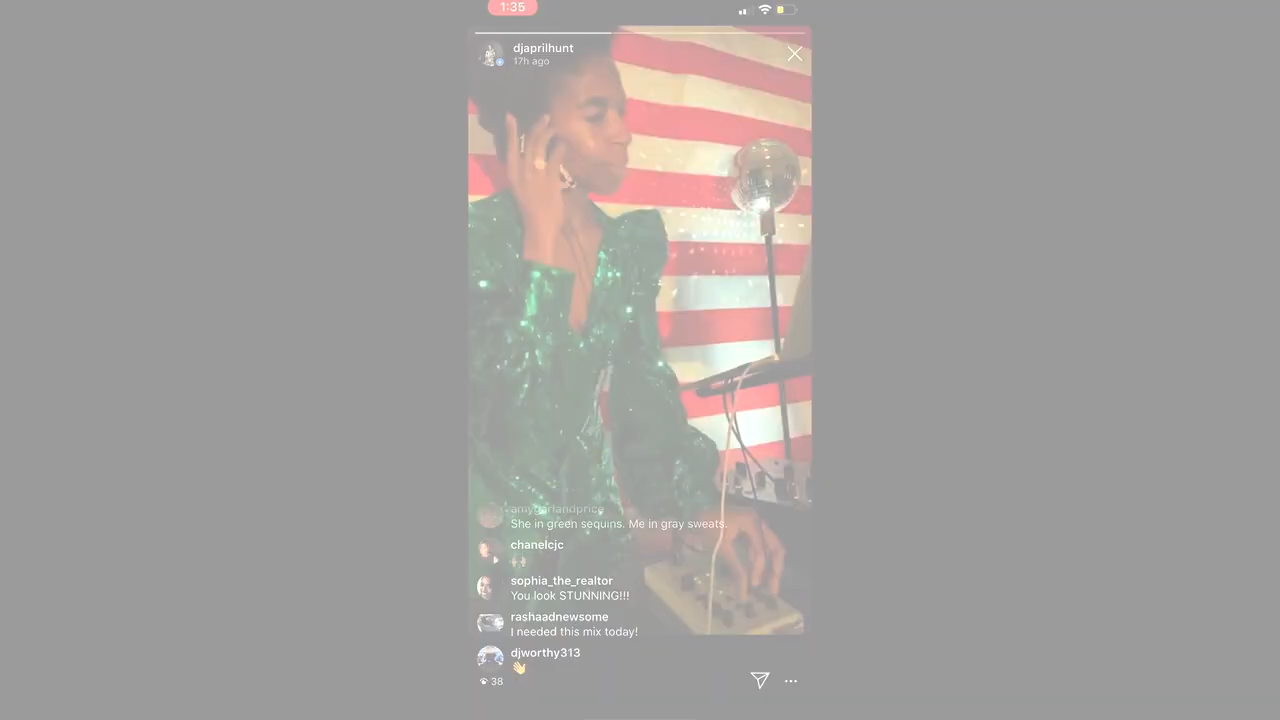 1:35
djaprilhunt
17h ago
amygarlandprice
She in green sequins. Me in gray sweats.
chanelcjc
🙌🏽
sophia_the_realtor
You look STUNNING!!!
rashaadnewsome
I needed this mix today!
djworthy313
👋
38